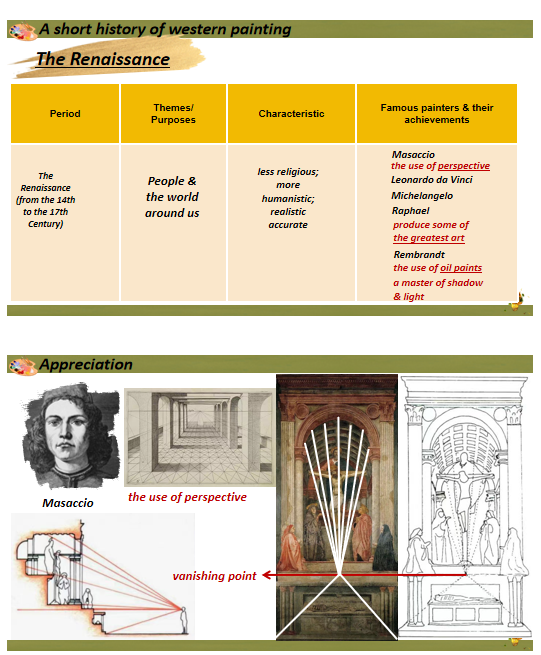 A short history of western painting
The Renaissance
Period
Themes/
Purposes
Characteristic
Famous painters & their
achievements
The
Renaissance
(from the 14th
to the 17th
Century)
People &
the world
around us
less religious;
more
humanistic;
realistic
accurate
Masaccio
the use of perspective
Leonardo da Vinci
Michelangelo
Raphael
produce some of
the greatest art
Rembrandt
the use of oil paints
a master of shadow
& light
Appreciation
Masaccio
the use of perspective
vanishing point